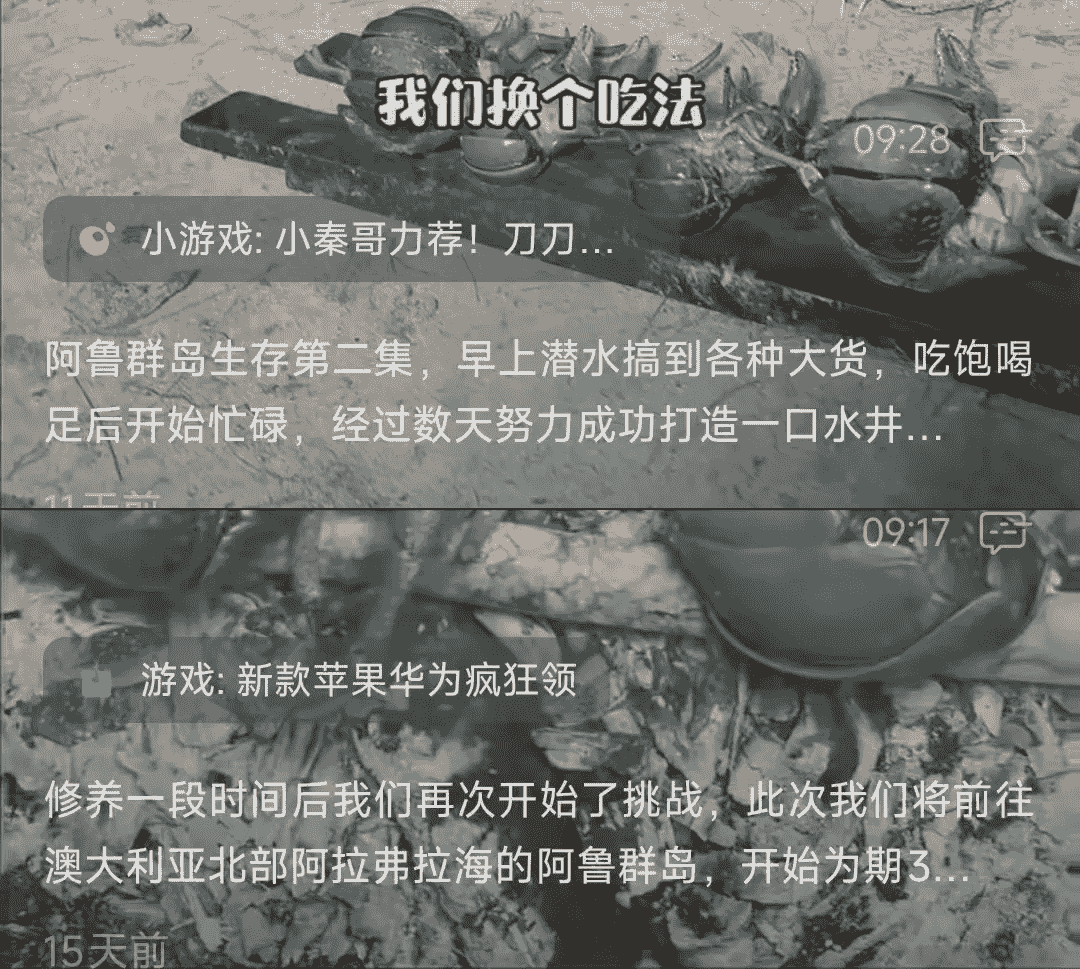 我们换个吃法
09:28
小游戏: 小秦哥力荐！刀刀...
阿鲁群岛生存第二集，早上潜水搞到各种大货，吃饱喝
足后开始忙碌，经过数天努力成功打造一口水井...
11天前
09:17
游戏: 新款苹果华为疯狂领
修养一段时间后我们再次开始了挑战，此次我们将前往
澳大利亚北部阿拉弗拉海的阿鲁群岛，开始为期3...
15天前